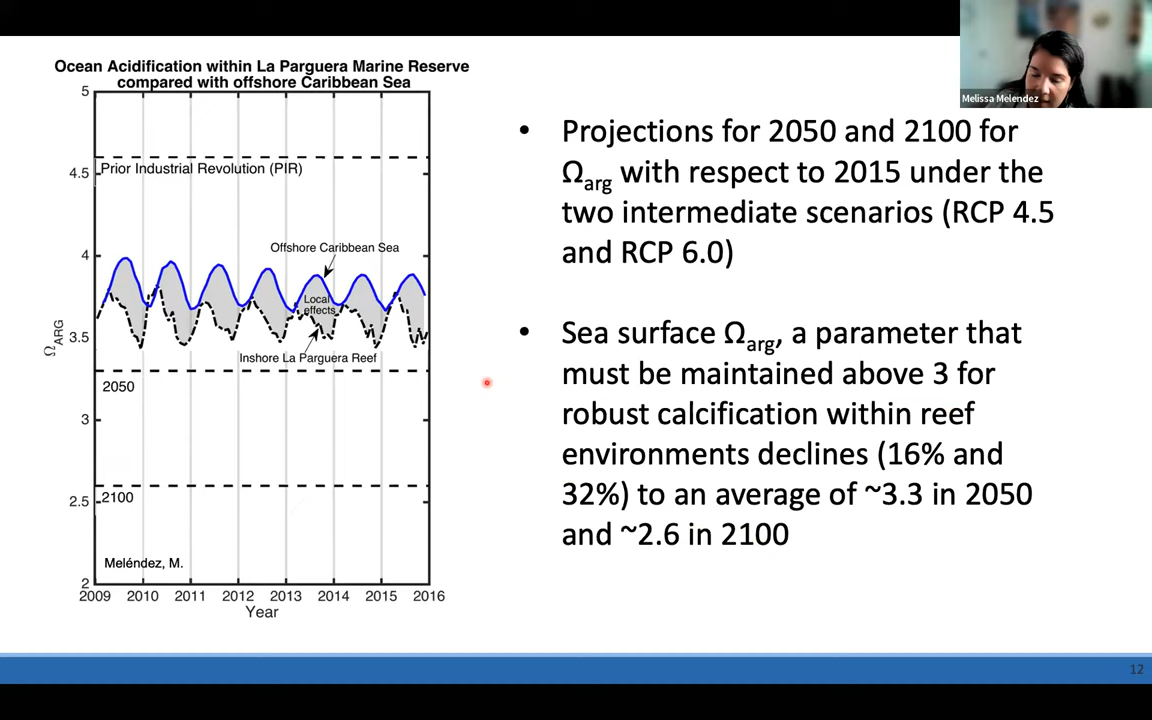 Melissa Melendez
Ocean Acidification within La Parguera Marine Reserve
compared with offshore Caribbean Sea
5
4.5
4
3.5
3
2.5
2
Ω ARG
Prior Industrial Revolution (PIR)
Offshore Caribbean Sea
Local
effects
Inshore La Parguera Reef
2050
2100
Meléndez, M.
2009 2010 2011 2012 2013 2014 2015 2016
Year
• Projections for 2050 and 2100 for
Ωarg with respect to 2015 under the
two intermediate scenarios (RCP 4.5
and RCP 6.0)
• Sea surface Ωarg, a parameter that
must be maintained above 3 for
robust calcification within reef
environments declines (16% and
32%) to an average of ~3.3 in 2050
and ~2.6 in 2100
12